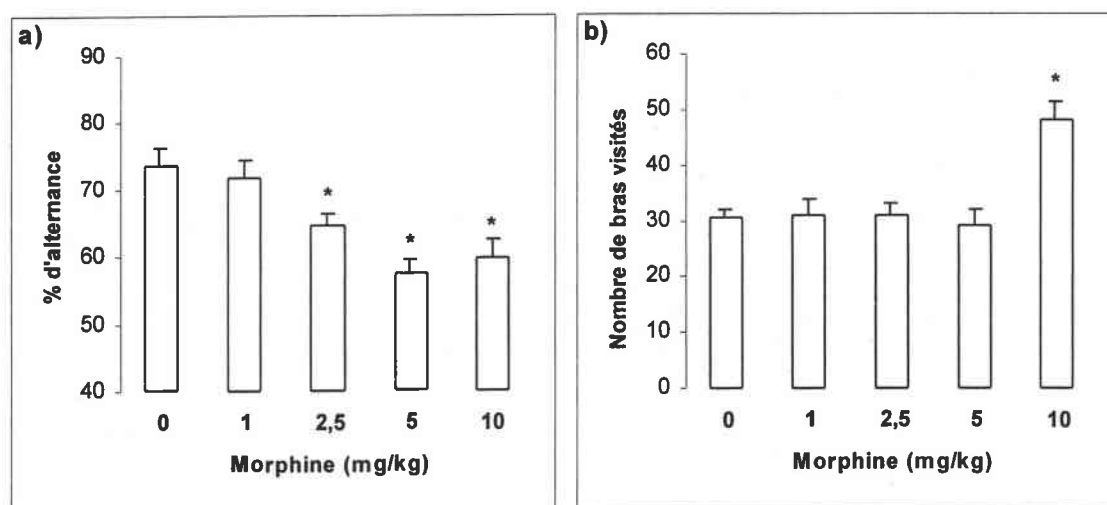 a)
% d'alternance
90
80
70
60
50
40
*
*
*
0 1 2,5 5 10
Morphine (mg/kg)
b)
Nombre de bras visités
60
50
40
30
20
10
0
*
0 1 2,5 5 10
Morphine (mg/kg)